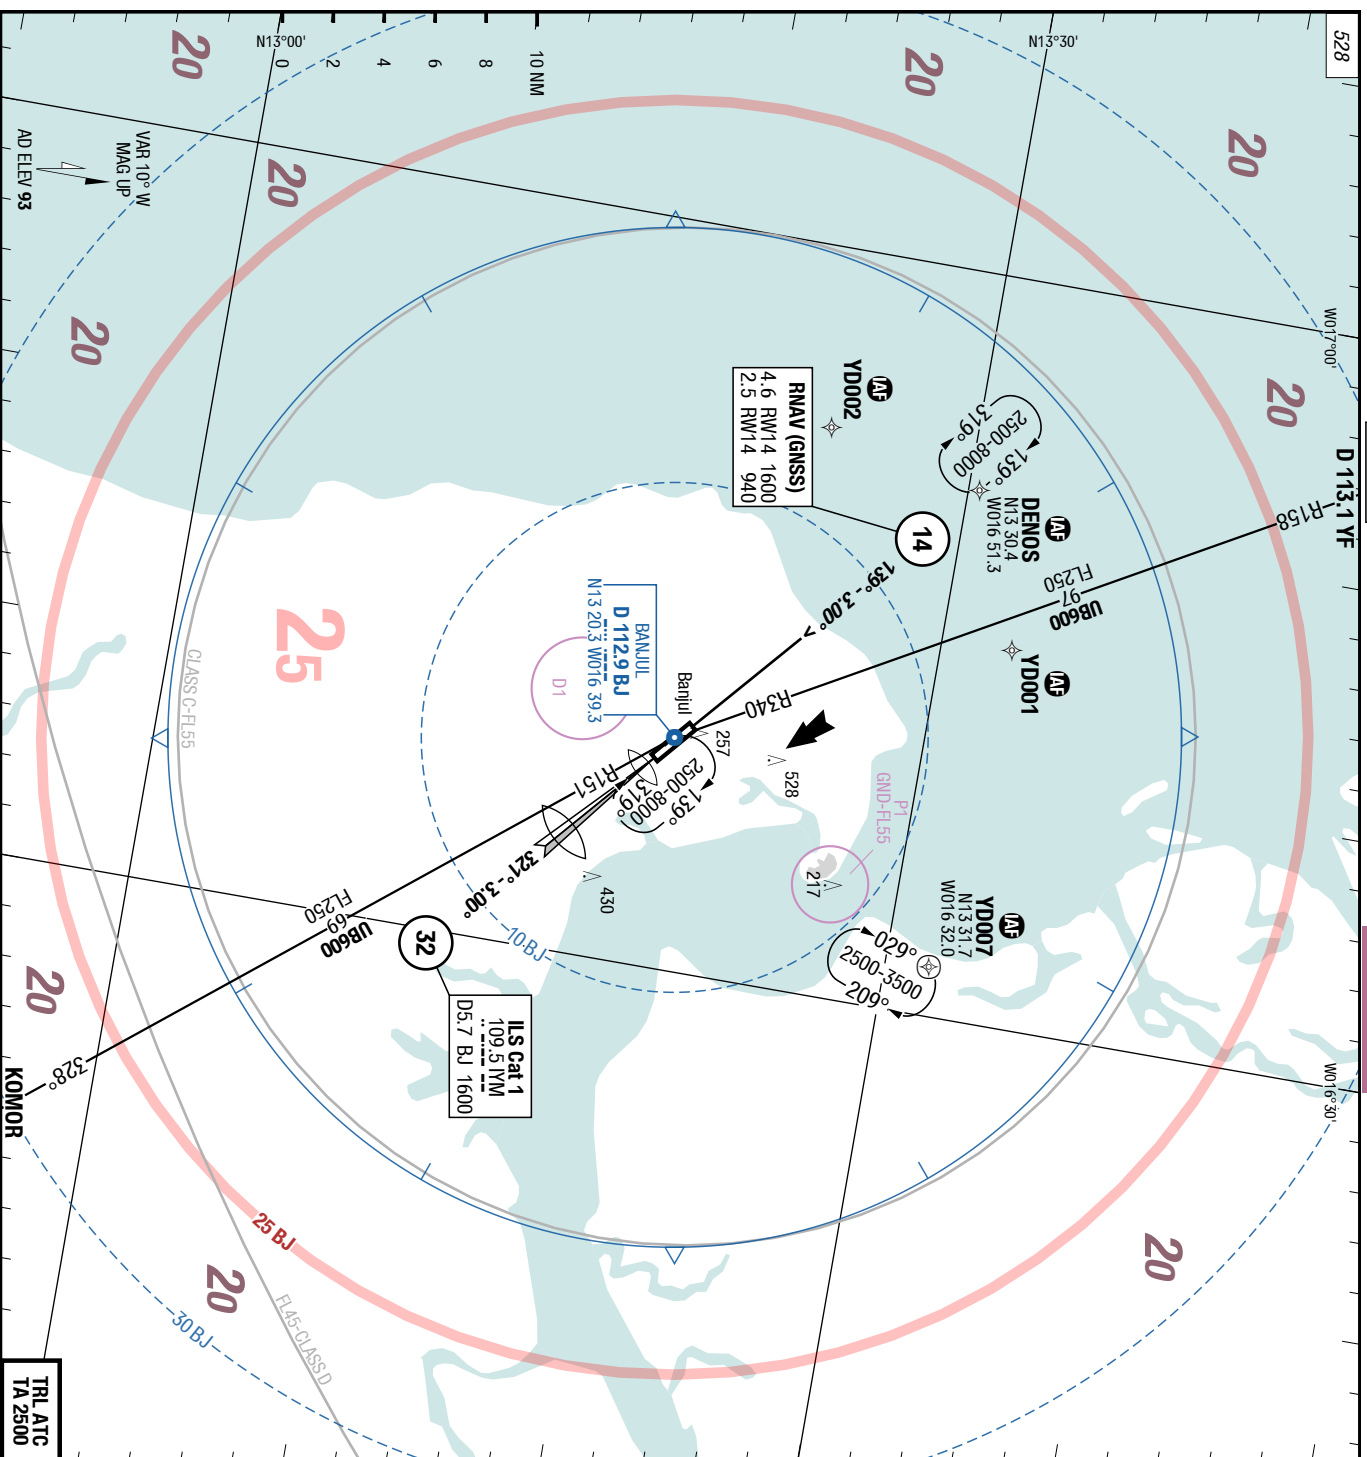 528
N13°00'
N13°30'
0
2
4
6
8
10 NM
20
20
20
20
20
20
20
20
20
25
VAR 10° W
MAG UP
AD ELEV 93
W017°00'
W016°30'
D 113.1 YF
R158
FL250
97
UB600
IAF
YD002
IAF
DENOS
N13 30.4
W016 51.3
319°
2500-8000
139°
IAF
YD001
RNAV (GNSS)
4.6 RW14 1600
2.5 RW14 940
14
139° - 3.00°
R340
BANJUL
D 112.9 BJ
N13 20.3 W016 39.3
Banjul
D1
257
528
P1
GND-FL55
217
430
139°
2500-8000
319°
R151
321° - 3.00°
32
ILS Cat 1
109.5 IYM
D5.7 BJ 1600
IAF
YD007
N13 31.7
W016 32.0
029°
2500-3500
209°
10 BJ
FL250
69
UB600
328°
KOMOR
CLASS C-FL55
25 BJ
30 BJ
FL45-CLASS D
TRL ATC
TA 2500